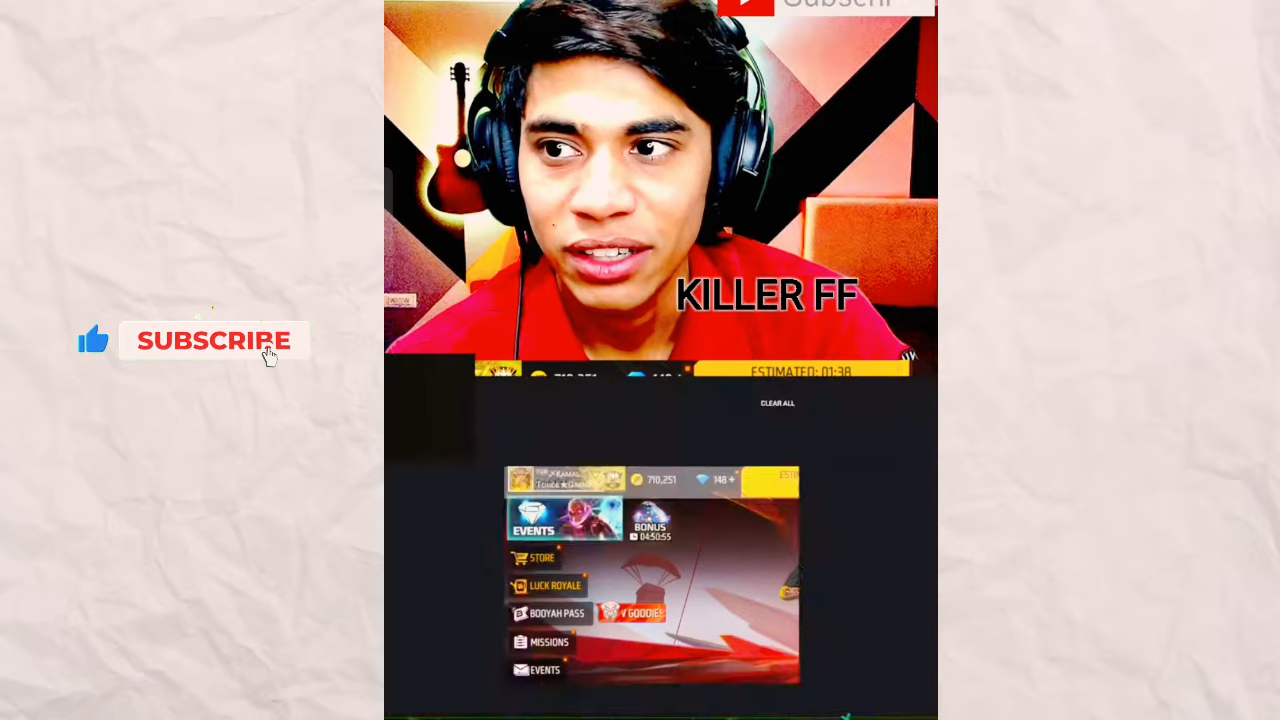 SUBSCRIBE
KILLER FF
ESTIMATED: 01:38
CLEAR ALL
710,251
148 +
EVENTS
BONUS
04:50:55
STORE
LUCK ROYALE
BOOYAH PASS
GOODIES
MISSIONS
EVENTS